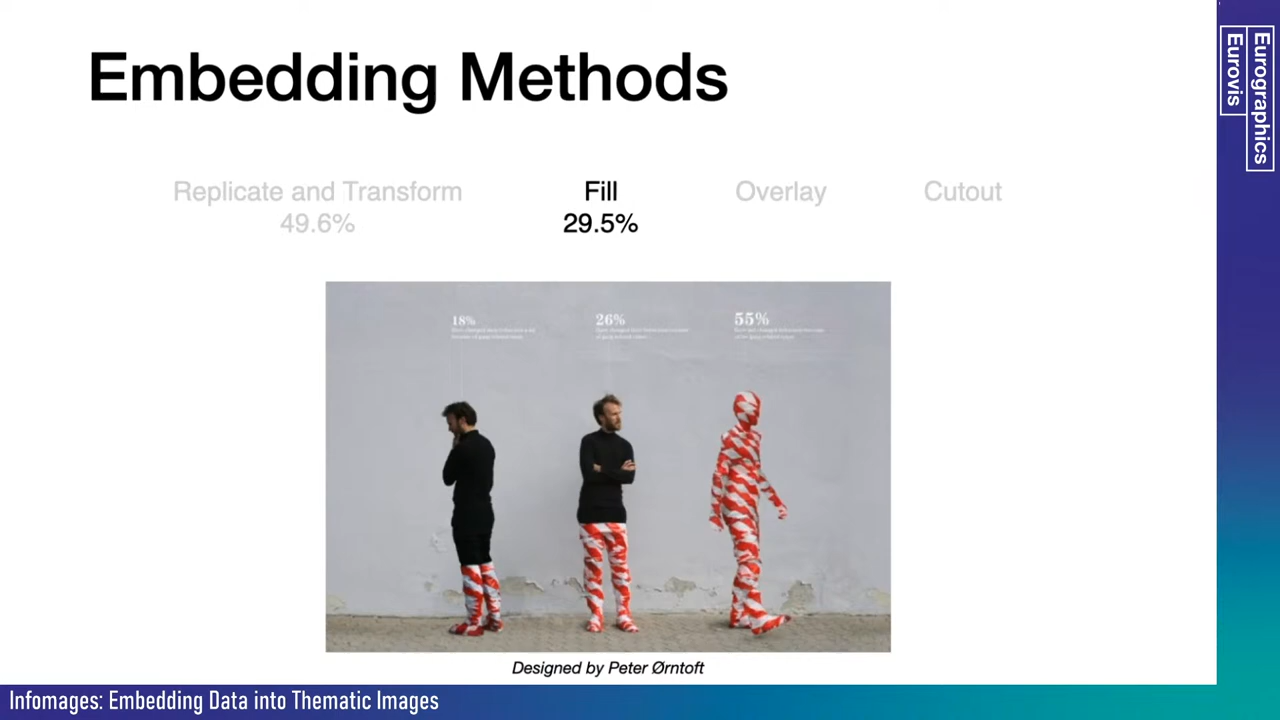 Embedding Methods
Replicate and Transform
49.6%
Fill
29.5%
Overlay
Cutout
18%
26%
55%
Designed by Peter Ørntoft
Infomages: Embedding Data into Thematic Images
Eurographics
Eurovis